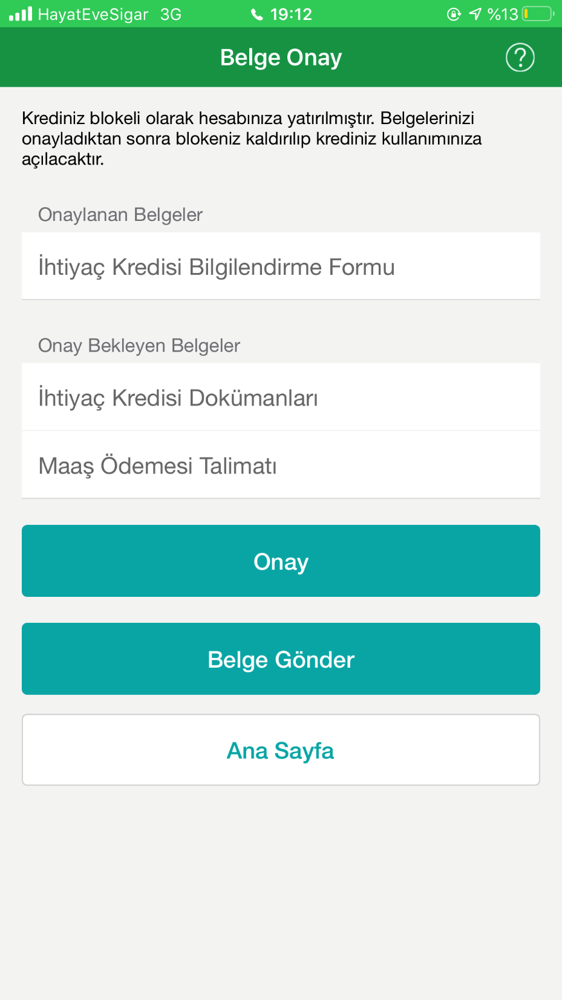 HayatEveSigar 3G 19:12 %13
Belge Onay ?
Krediniz blokeli olarak hesabınıza yatırılmıştır. Belgelerinizi
onayladıktan sonra blokeniz kaldırılıp krediniz kullanımınıza
açılacaktır.
Onaylanan Belgeler
İhtiyaç Kredisi Bilgilendirme Formu
Onay Bekleyen Belgeler
İhtiyaç Kredisi Dokümanları
Maaş Ödemesi Talimatı
Onay
Belge Gönder
Ana Sayfa